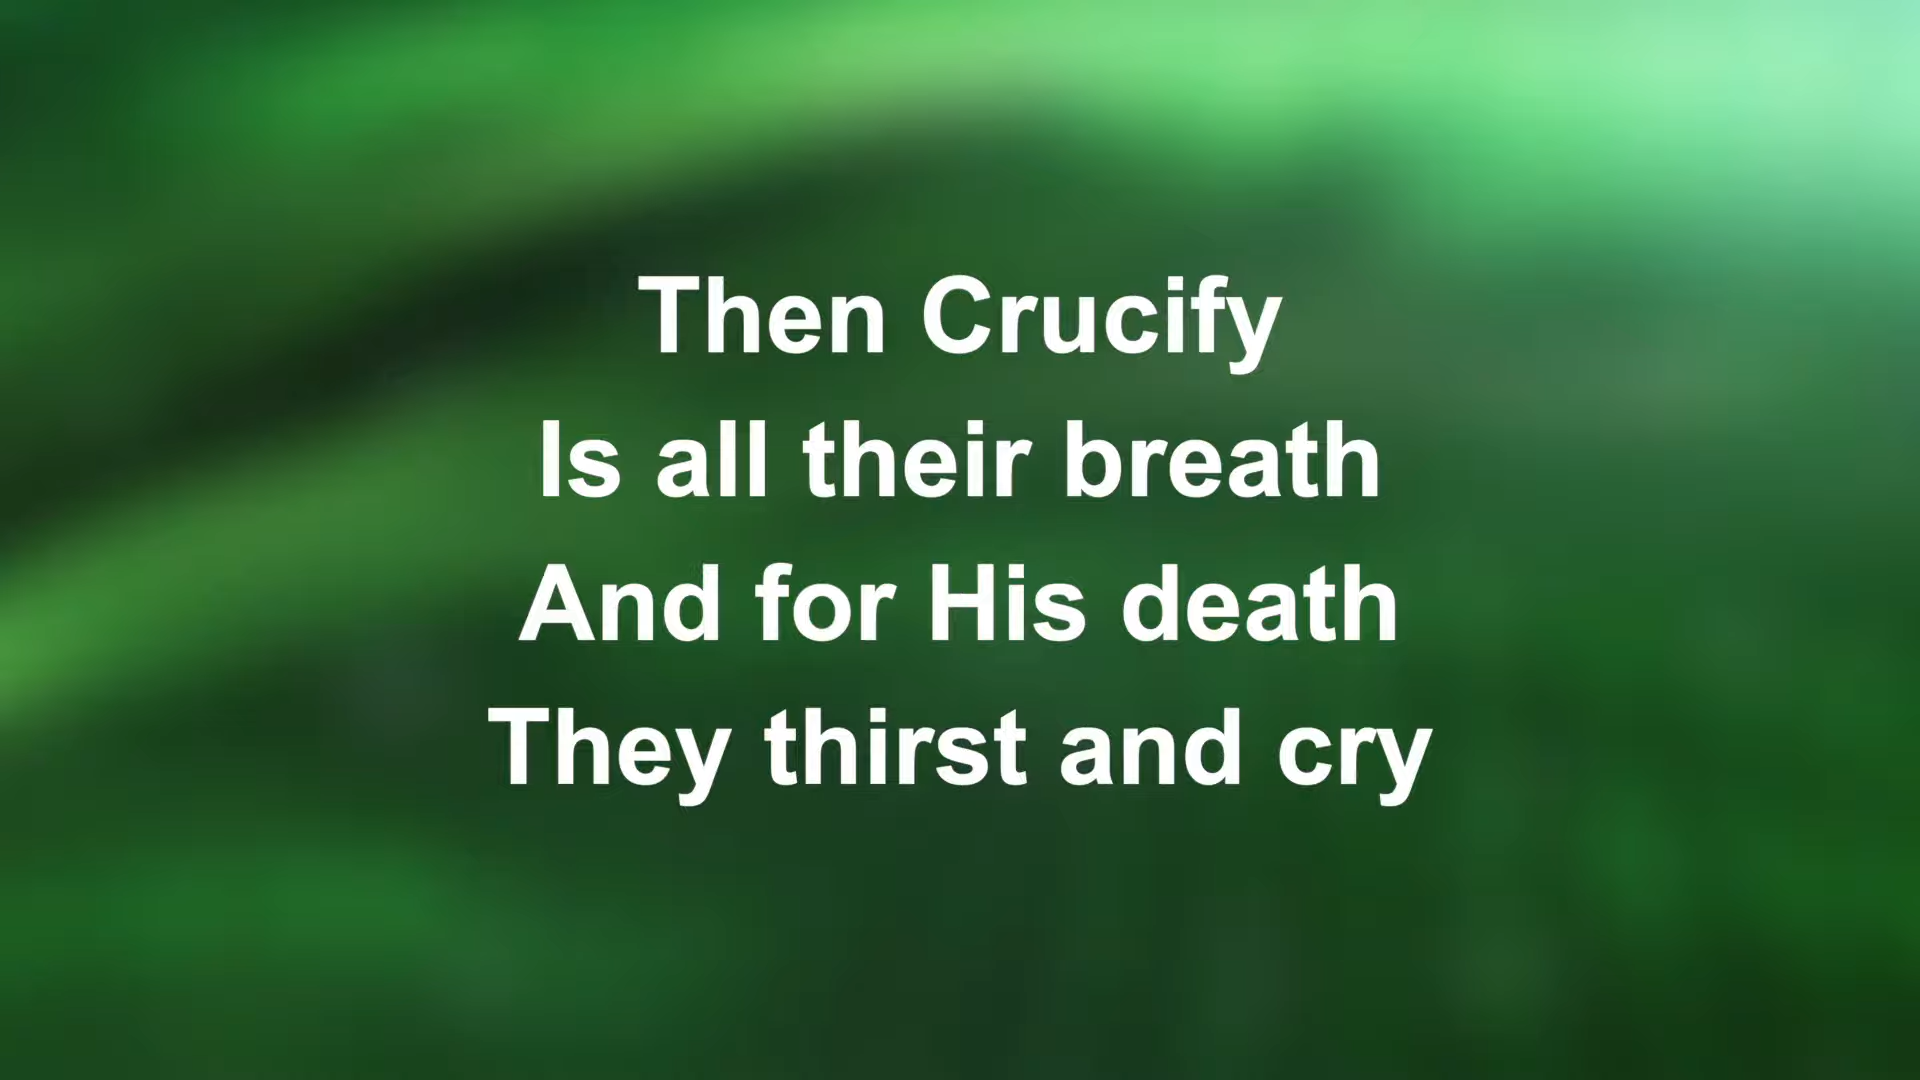 Then Crucify
Is all their breath
And for His death
They thirst and cry